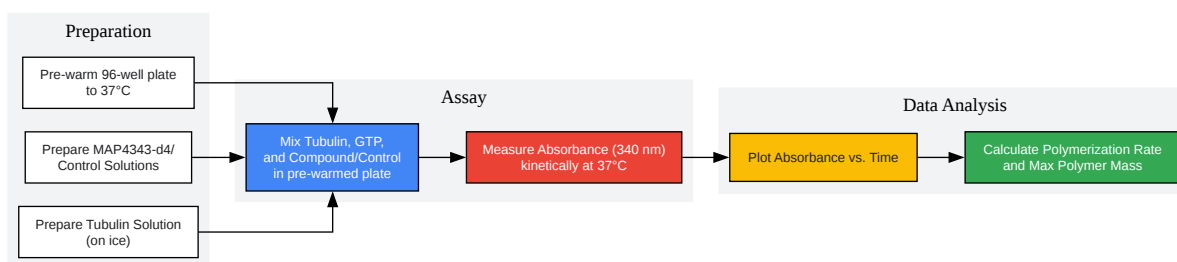 Preparation
Pre-warm 96-well plate
to 37°C
Prepare MAP4343-d4/
Control Solutions
Prepare Tubulin Solution
(on ice)
Assay
Mix Tubulin, GTP,
and Compound/Control
in pre-warmed plate
Measure Absorbance (340 nm)
kinetically at 37°C
Data Analysis
Plot Absorbance vs. Time
Calculate Polymerization Rate
and Max Polymer Mass